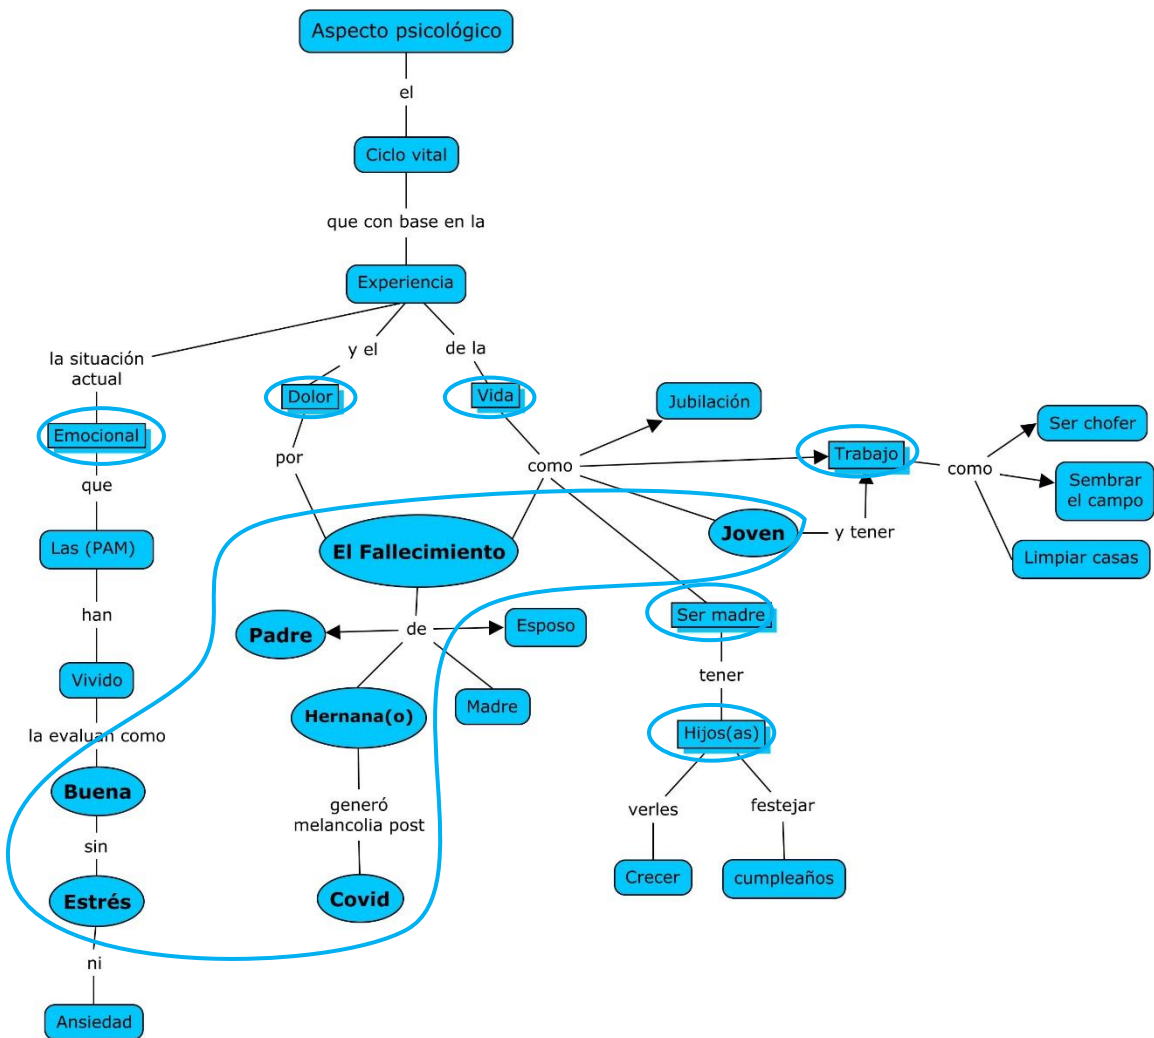 Aspecto psicológico
el
Ciclo vital
que con base en la
Experiencia
la situación
actual
y el
de la
Emocional
Dolor
Vida
Jubilación
que
por
como
Trabajo
como
Ser chofer
Sembrar
el campo
Limpiar casas
Las (PAM)
El Fallecimiento
Joven
y tener
han
Padre
de
Esposo
Ser madre
Vivido
Hernana(o)
Madre
tener
la evaluan como
Hijos(as)
Buena
generó
melancolia post
verles
festejar
sin
Estrés
Covid
Crecer
cumpleaños
ni
Ansiedad